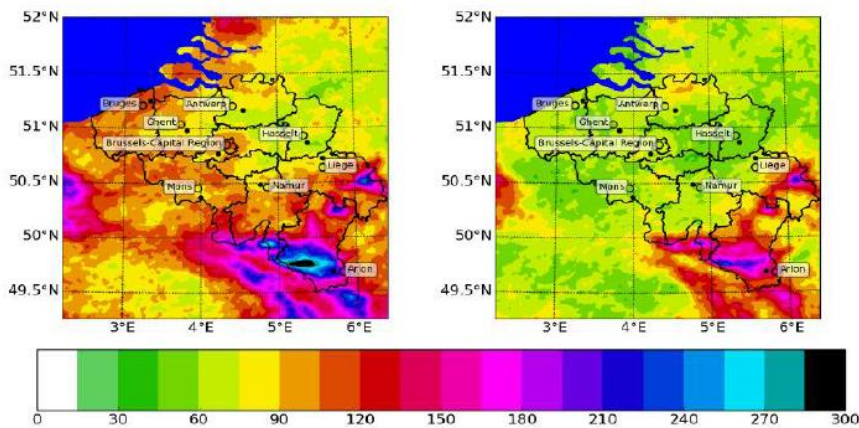 52°N
51.5°N
51°N
50.5°N
50°N
49.5°N
Bruges
Antwerp
Ghent
Hasselt
Brussels-Capital Region
Liège
Mons
Namur
Arlon
3°E
4°E
5°E
6°E
52°N
51.5°N
51°N
50.5°N
50°N
49.5°N
Bruges
Antwerp
Ghent
Hasselt
Brussels-Capital Region
Liège
Mons
Namur
Arlon
3°E
4°E
5°E
6°E
0 30 60 90 120 150 180 210 240 270 300